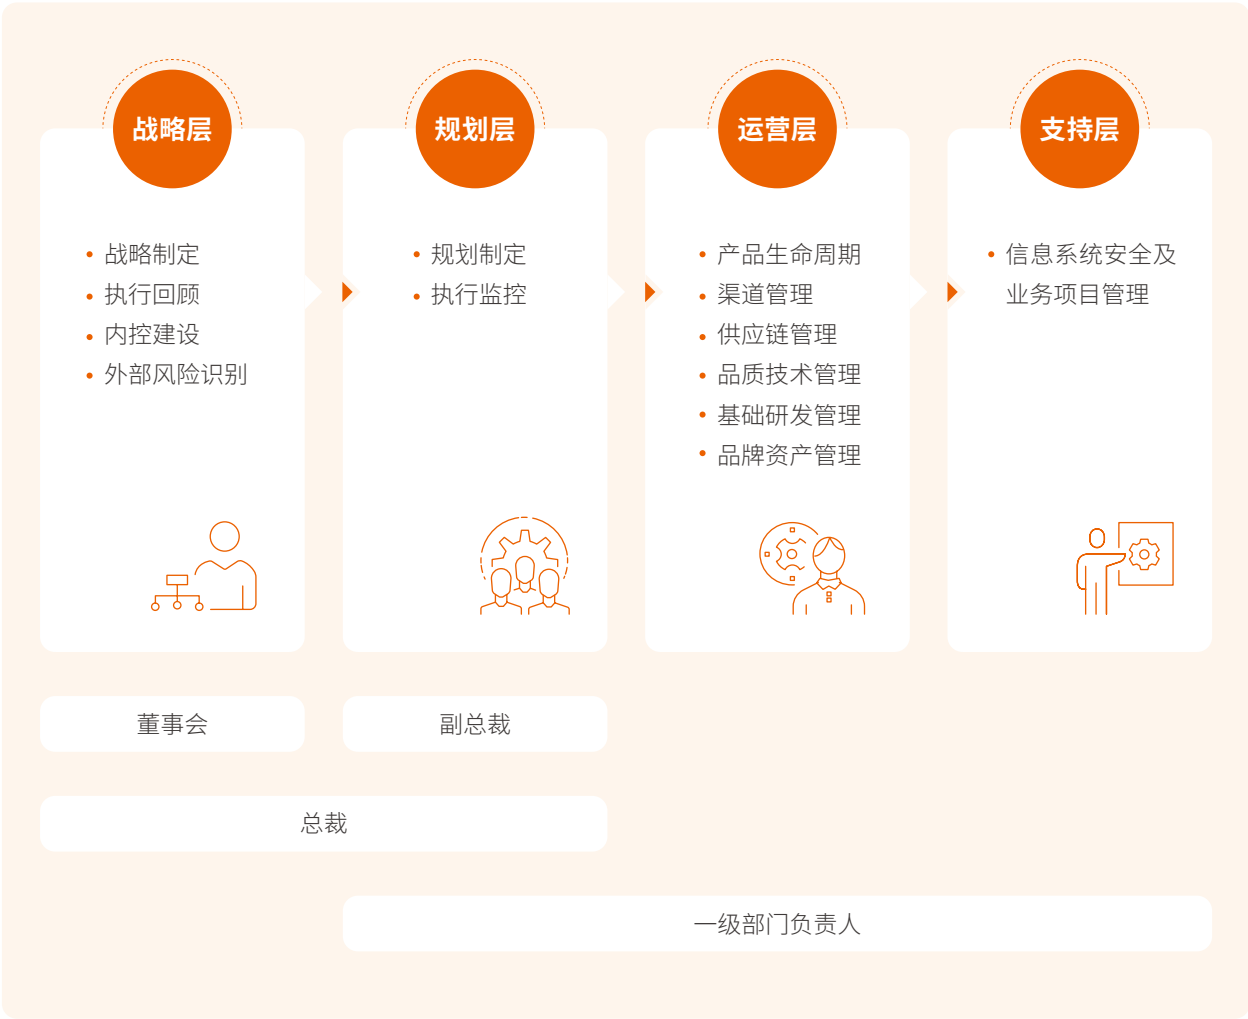 战略层
战略制定
执行回顾
内控建设
外部风险识别
规划层
规划制定
执行监控
运营层
产品生命周期
渠道管理
供应链管理
品质技术管理
基础研发管理
品牌资产管理
支持层
信息系统安全及
业务项目管理
董事会
副总裁
总裁
一级部门负责人